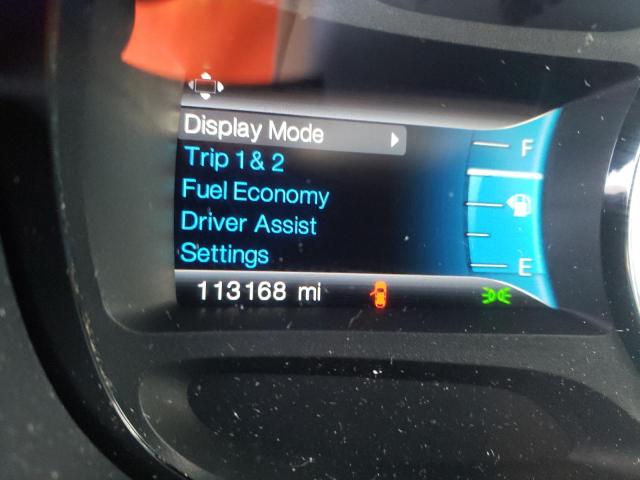 Display Mode
F
Trip 1 & 2
Fuel Economy
Driver Assist
Settings
E
113168 mi